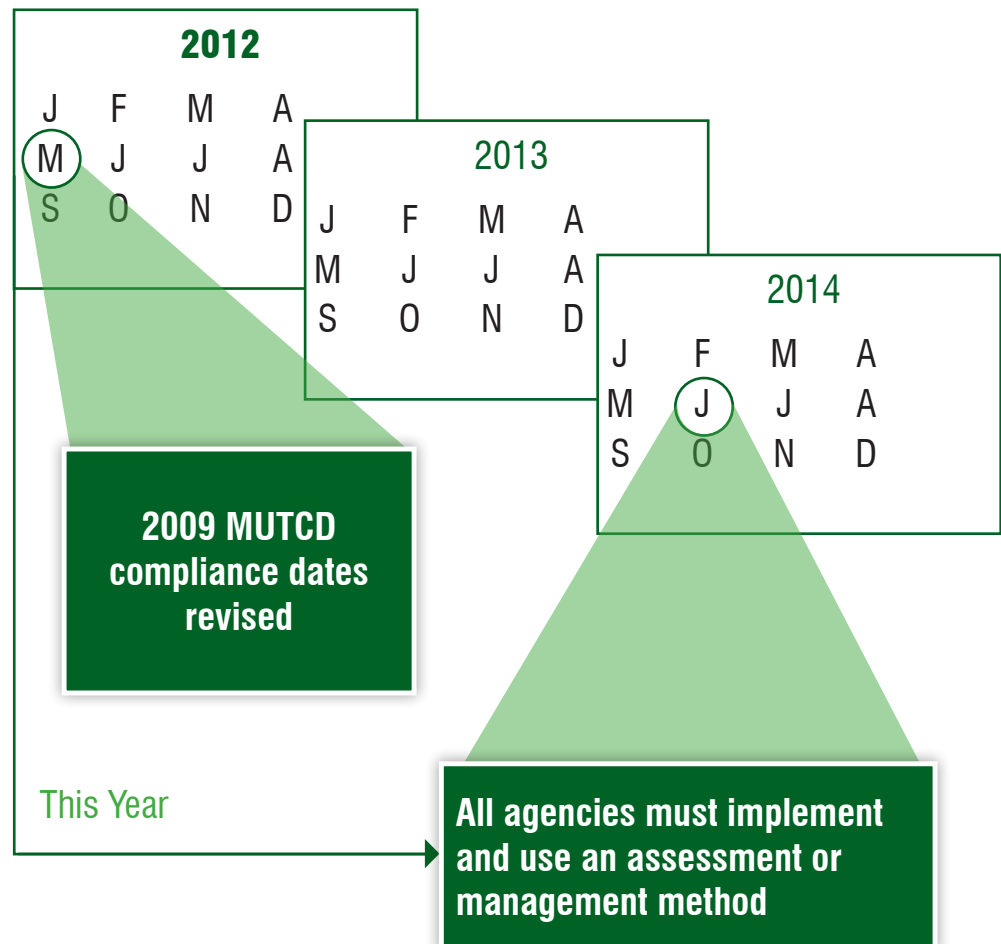 2012
J F M A
M J J A
S O N D
2013
J F M A
M J J A
S O N D
2014
J F M A
M J J A
S O N D
2009 MUTCD
compliance dates
revised
This Year
All agencies must implement
and use an assessment or
management method